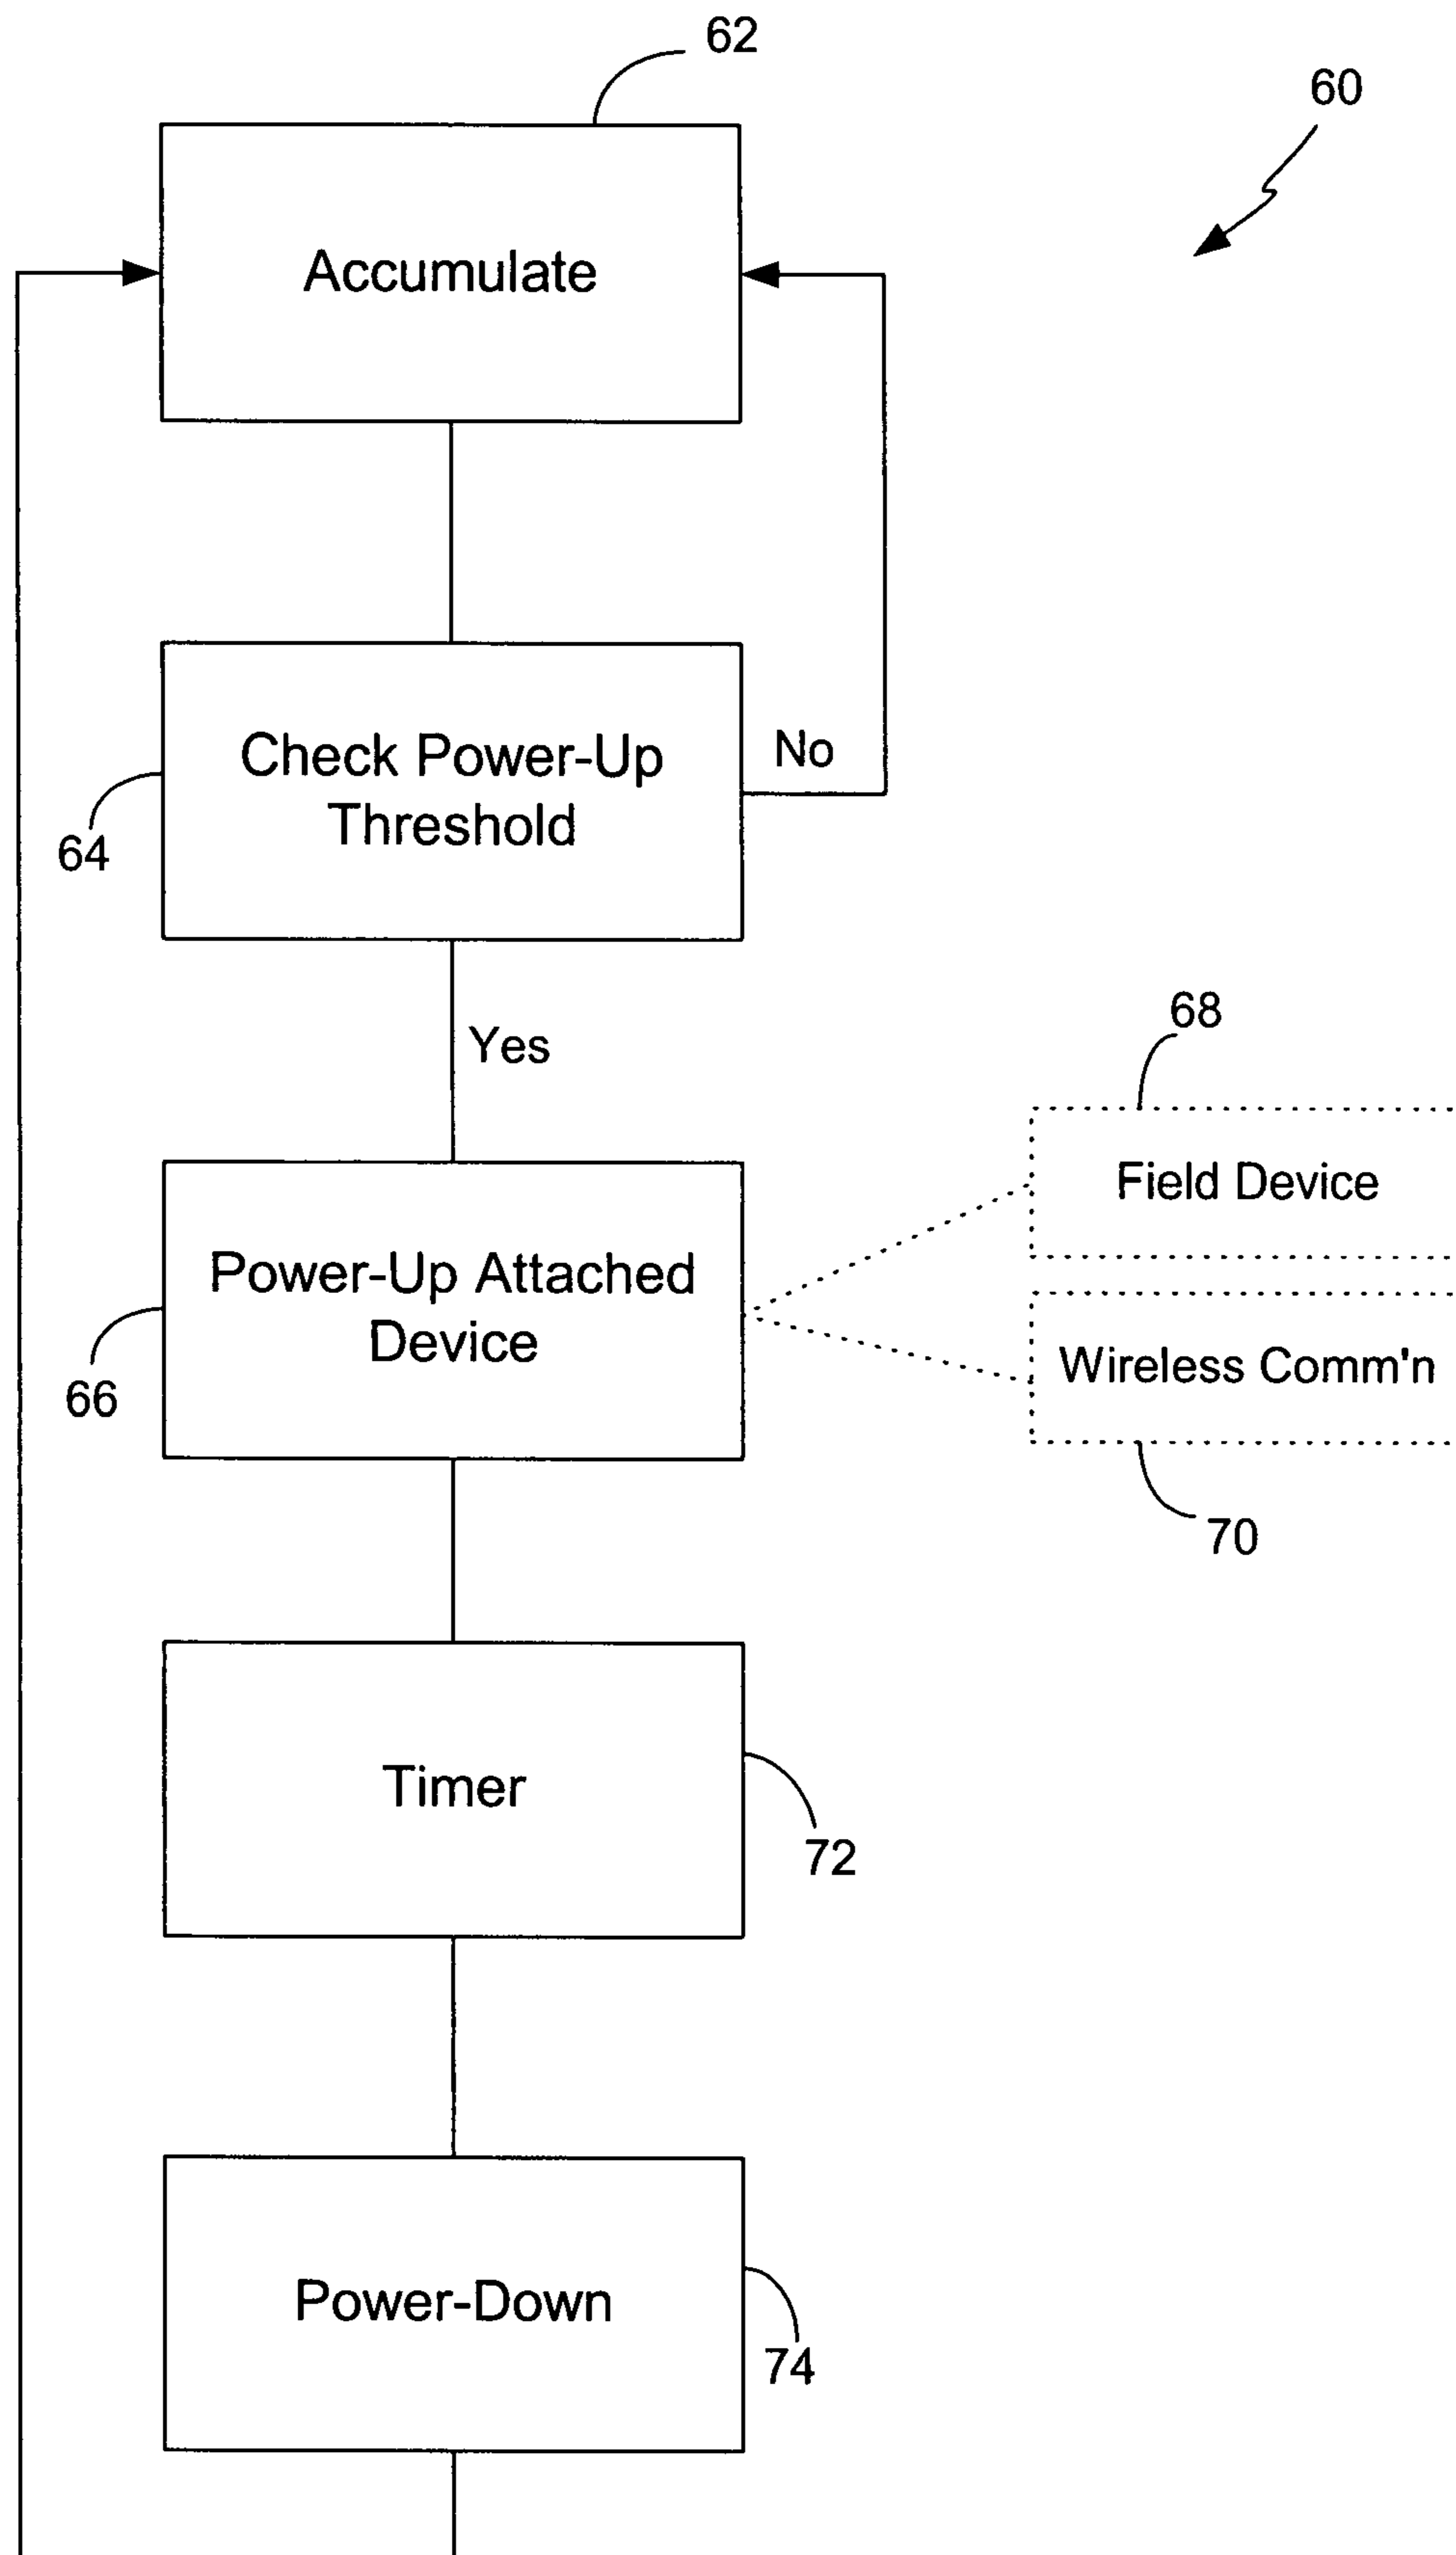 62
60
Accumulate
Check Power-Up
Threshold
No
64
Yes
68
Field Device
Power-Up Attached
Device
Wireless Comm'n
66
70
Timer
72
Power-Down
74